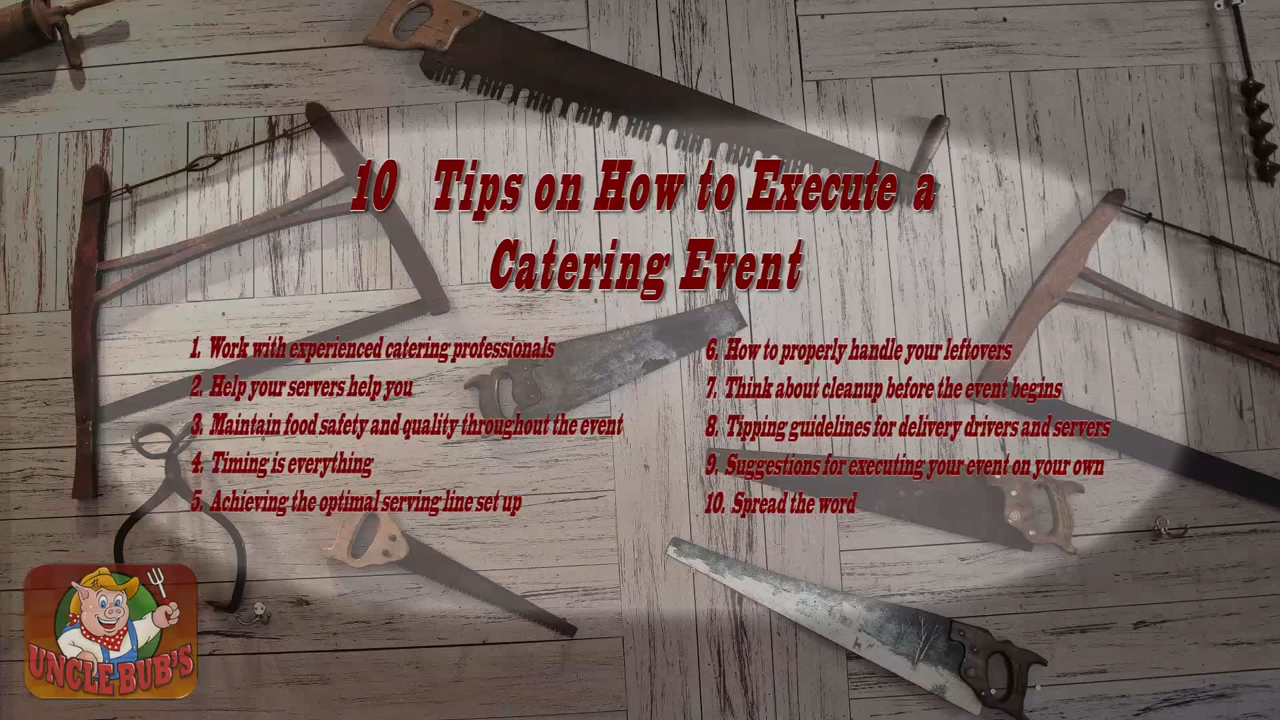 10 Tips on How to Execute a
Catering Event
1. Work with experienced catering professionals
2. Help your servers help you
3. Maintain food safety and quality throughout the event
4. Timing is everything
5. Achieving the optimal serving line set up
6. How to properly handle your leftovers
7. Think about cleanup before the event begins
8. Tipping guidelines for delivery drivers and servers
9. Suggestions for executing your event on your own
10. Spread the word
UNCLE BUB'S